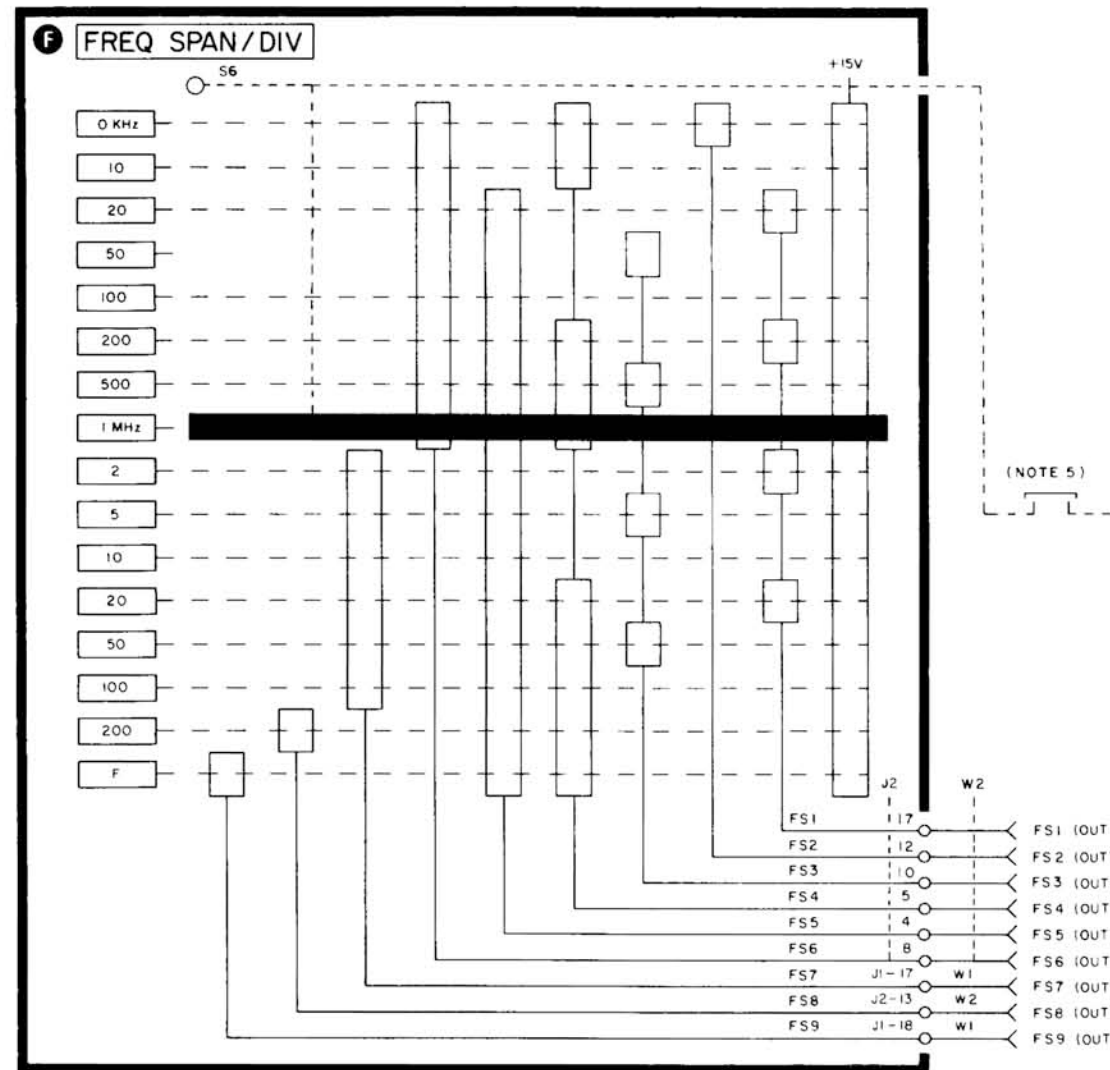 F FREQ SPAN/DIV
S6
+15V
0 KHz
10
20
50
100
200
500
1 MHz
2
(NOTE 5)
5
10
20
50
100
200
F
J2 W2
FS1 17 FS1 (OUT
FS2 12 FS2 (OUT
FS3 10 FS3 (OUT
FS4 5 FS4 (OUT
FS5 4 FS5 (OUT
FS6 8 FS6 (OUT
FS7 J1-17 W1 FS7 (OUT
FS8 J2-13 W2 FS8 (OUT
FS9 J1-18 W1 FS9 (OUT